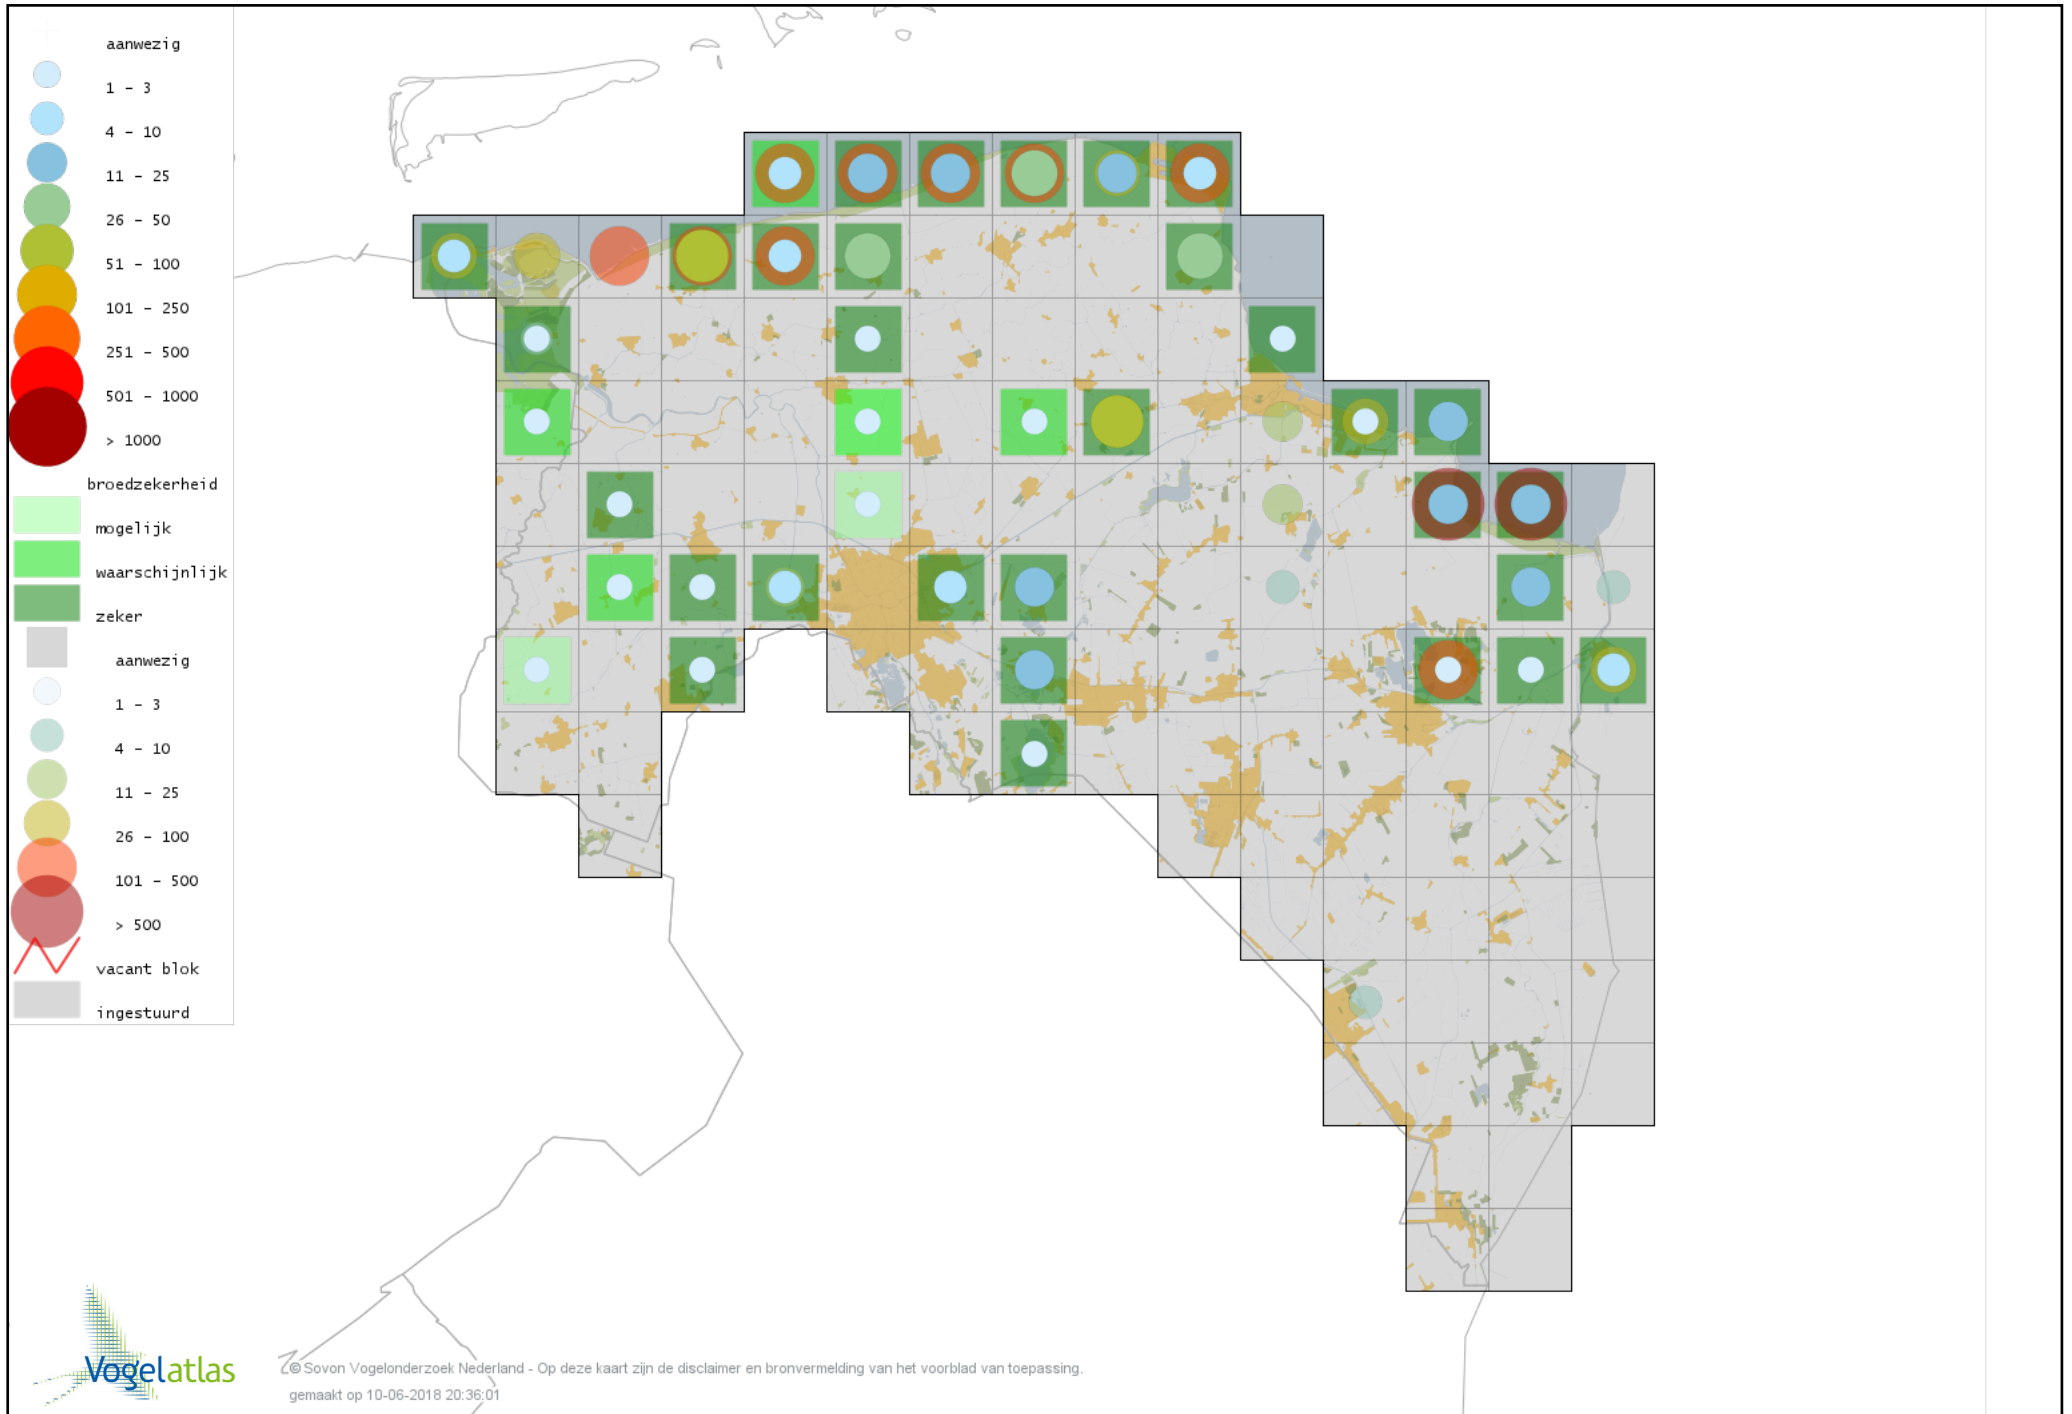 aanwezig
1 - 3
4 - 10
11 - 25
26 - 50
51 - 100
101 - 250
251 - 500
501 - 1000
> 1000
broedzekerheid
mogelijk
waarschijnlijk
zeker
aanwezig
1 - 3
4 - 10
11 - 25
26 - 100
101 - 500
> 500
vacant blok
ingestuurd
Vogelatlas
© Sovon Vogelonderzoek Nederland - Op deze kaart zijn de disclaimer en bronvermelding van het voorblad van toepassing.
gemaakt op 10-06-2018 20:36:01